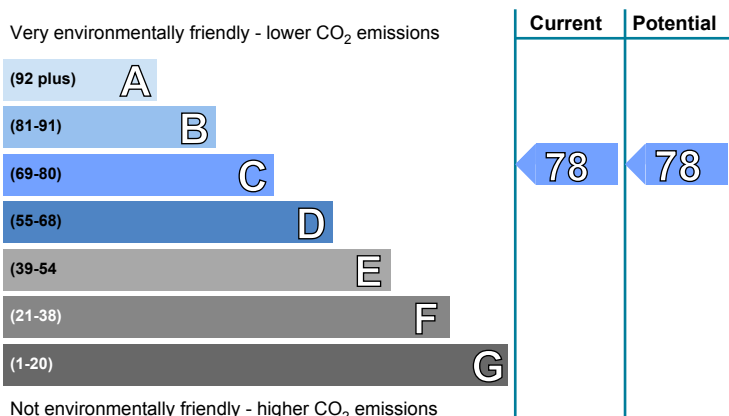 Current Potential
Very environmentally friendly - lower CO2 emissions
(92 plus) A
(81-91) B
(69-80) C 78 78
(55-68) D
(39-54 E
(21-38) F
(1-20) G
Not environmentally friendly - higher CO2 emissions